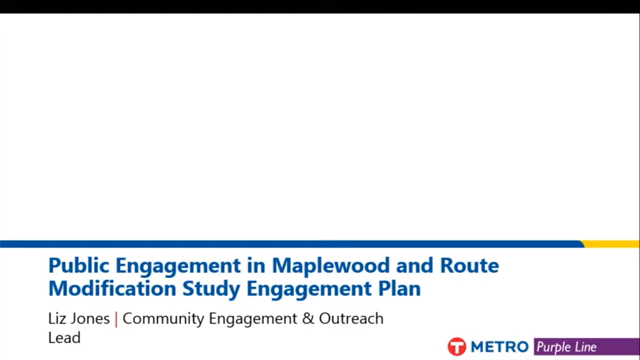 Public Engagement in Maplewood and Route
Modification Study Engagement Plan
Liz Jones | Community Engagement & Outreach
Lead
T METRO Purple Line